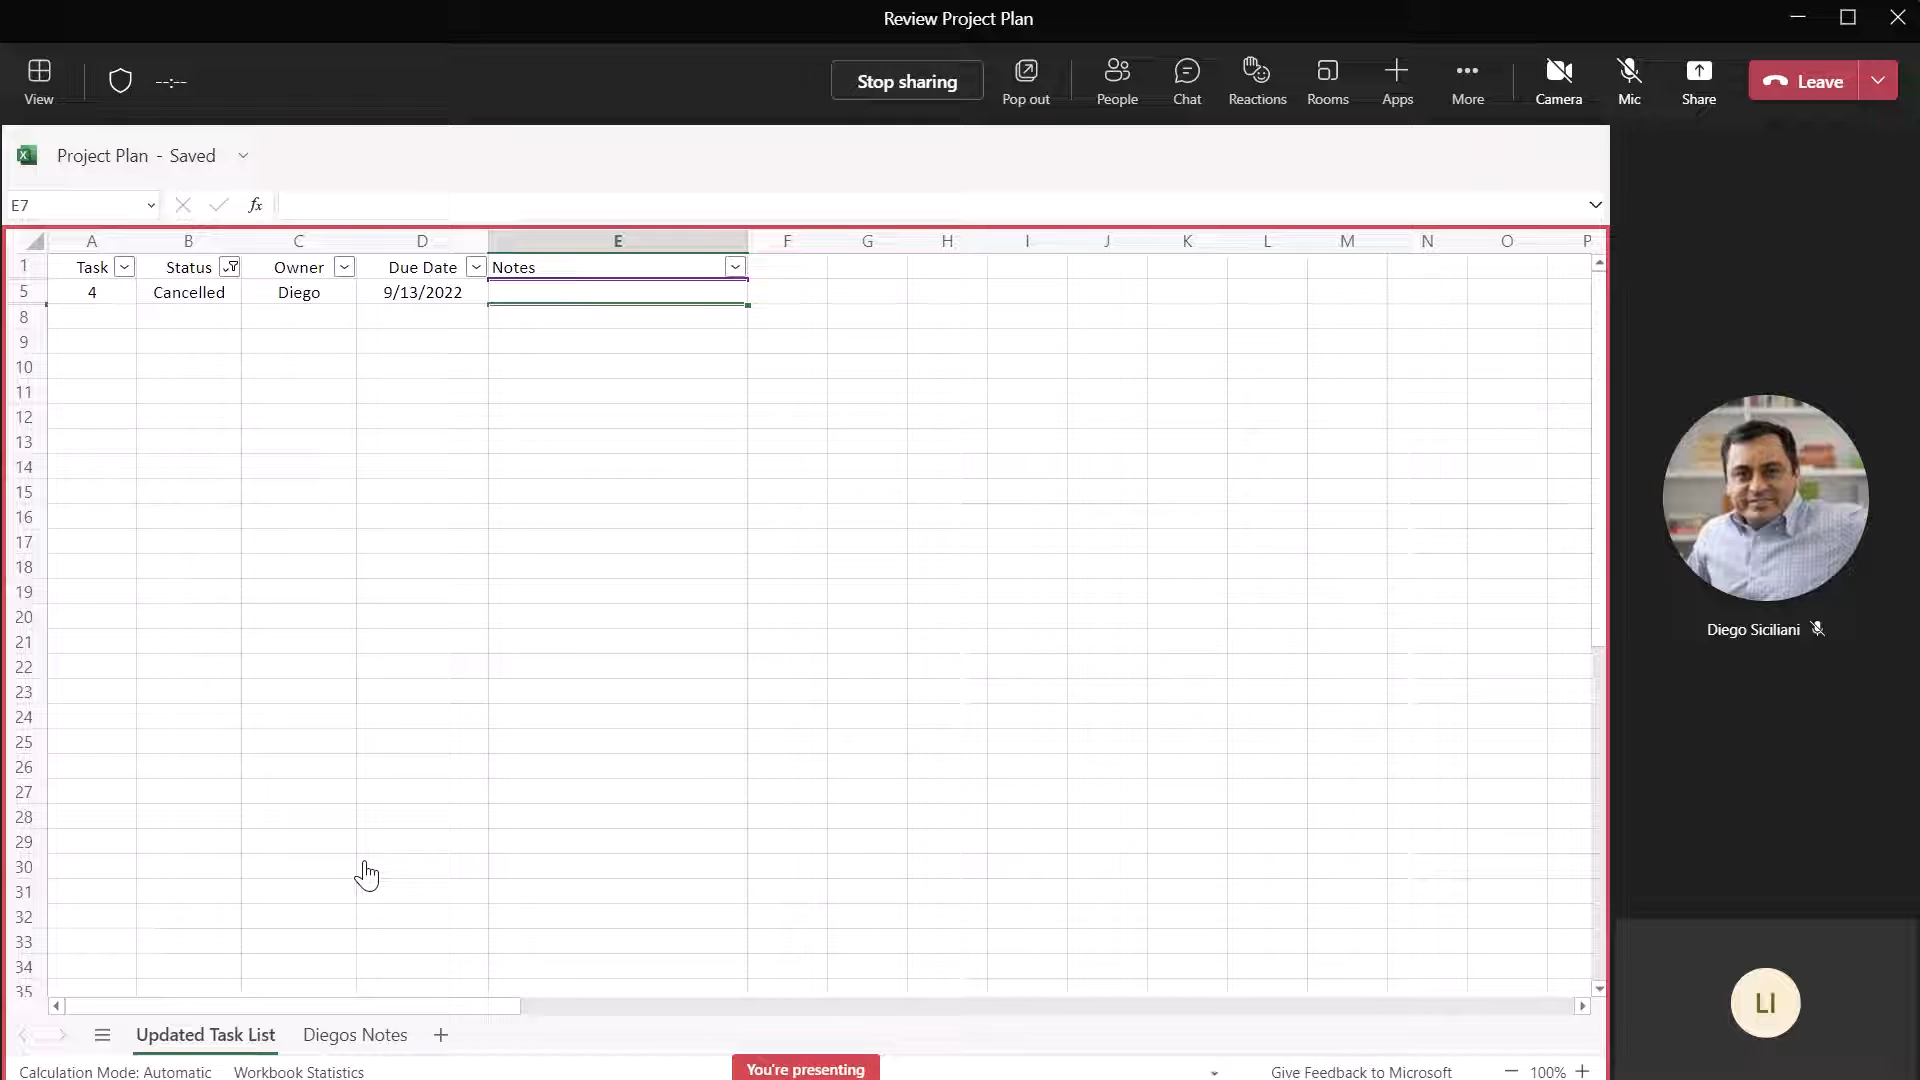 Review Project Plan
View
--:--
Stop sharing
Pop out
People
Chat
Reactions
Rooms
Apps
More
Camera
Mic
Share
Leave
Project Plan - Saved
E7
fx
A B C D E F G H I J K L M N O P
1 Task Status Owner Due Date Notes
5 4 Cancelled Diego 9/13/2022
8
9
10
11
12
13
14
15
16
17
18
19
20
21
22
23
24
25
26
27
28
29
30
31
32
33
34
35
Diego Siciliani
LI
Updated Task List Diegos Notes
Calculation Mode: Automatic Workbook Statistics You're presenting Give Feedback to Microsoft 100%